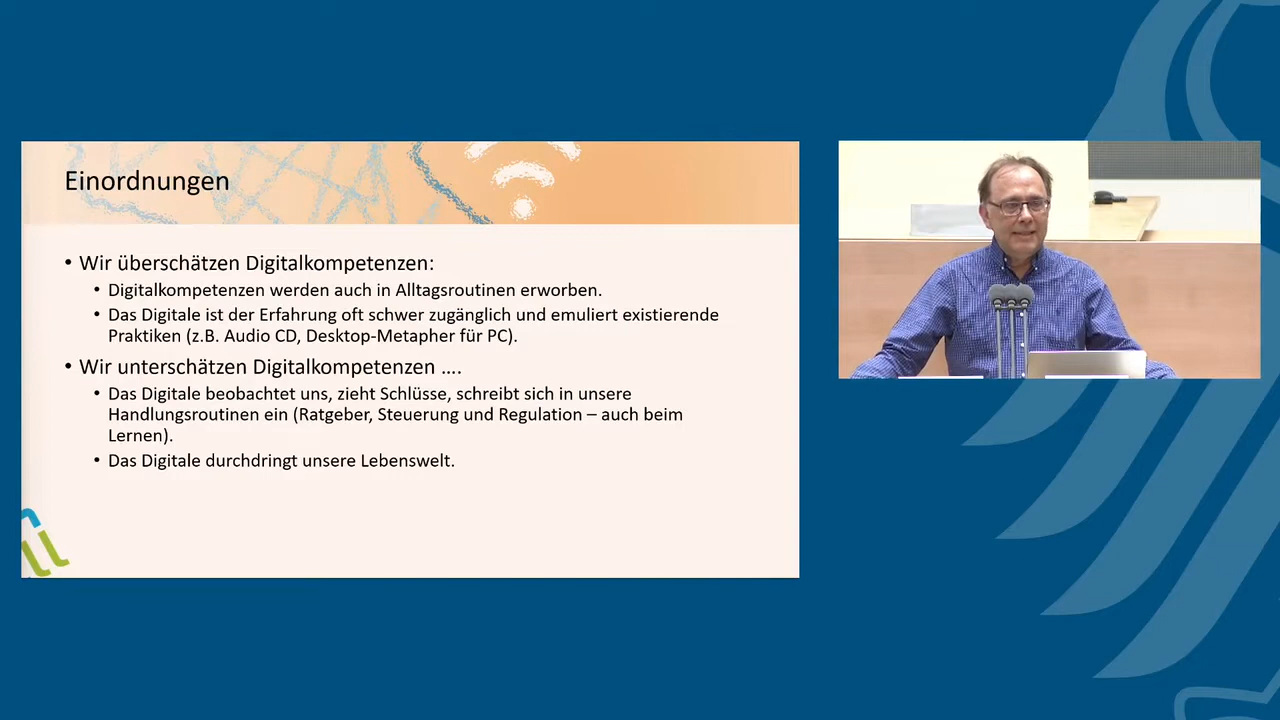 Einordnungen
• Wir überschätzen Digitalkompetenzen:
• Digitalkompetenzen werden auch in Alltagsroutinen erworben.
• Das Digitale ist der Erfahrung oft schwer zugänglich und emuliert existierende
Praktiken (z.B. Audio CD, Desktop-Metapher für PC).
• Wir unterschätzen Digitalkompetenzen ....
• Das Digitale beobachtet uns, zieht Schlüsse, schreibt sich in unsere
Handlungsroutinen ein (Ratgeber, Steuerung und Regulation – auch beim
Lernen).
• Das Digitale durchdringt unsere Lebenswelt.